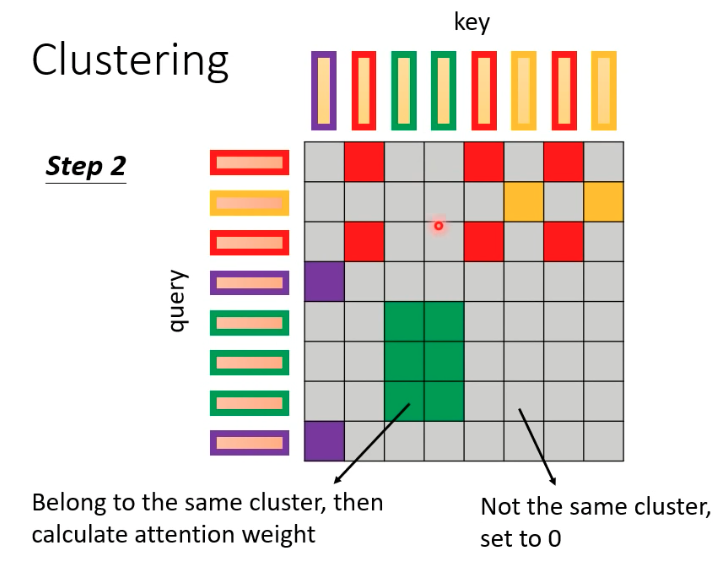 key
Clustering
Step 2
query
Belong to the same cluster, then
calculate attention weight
Not the same cluster,
set to 0